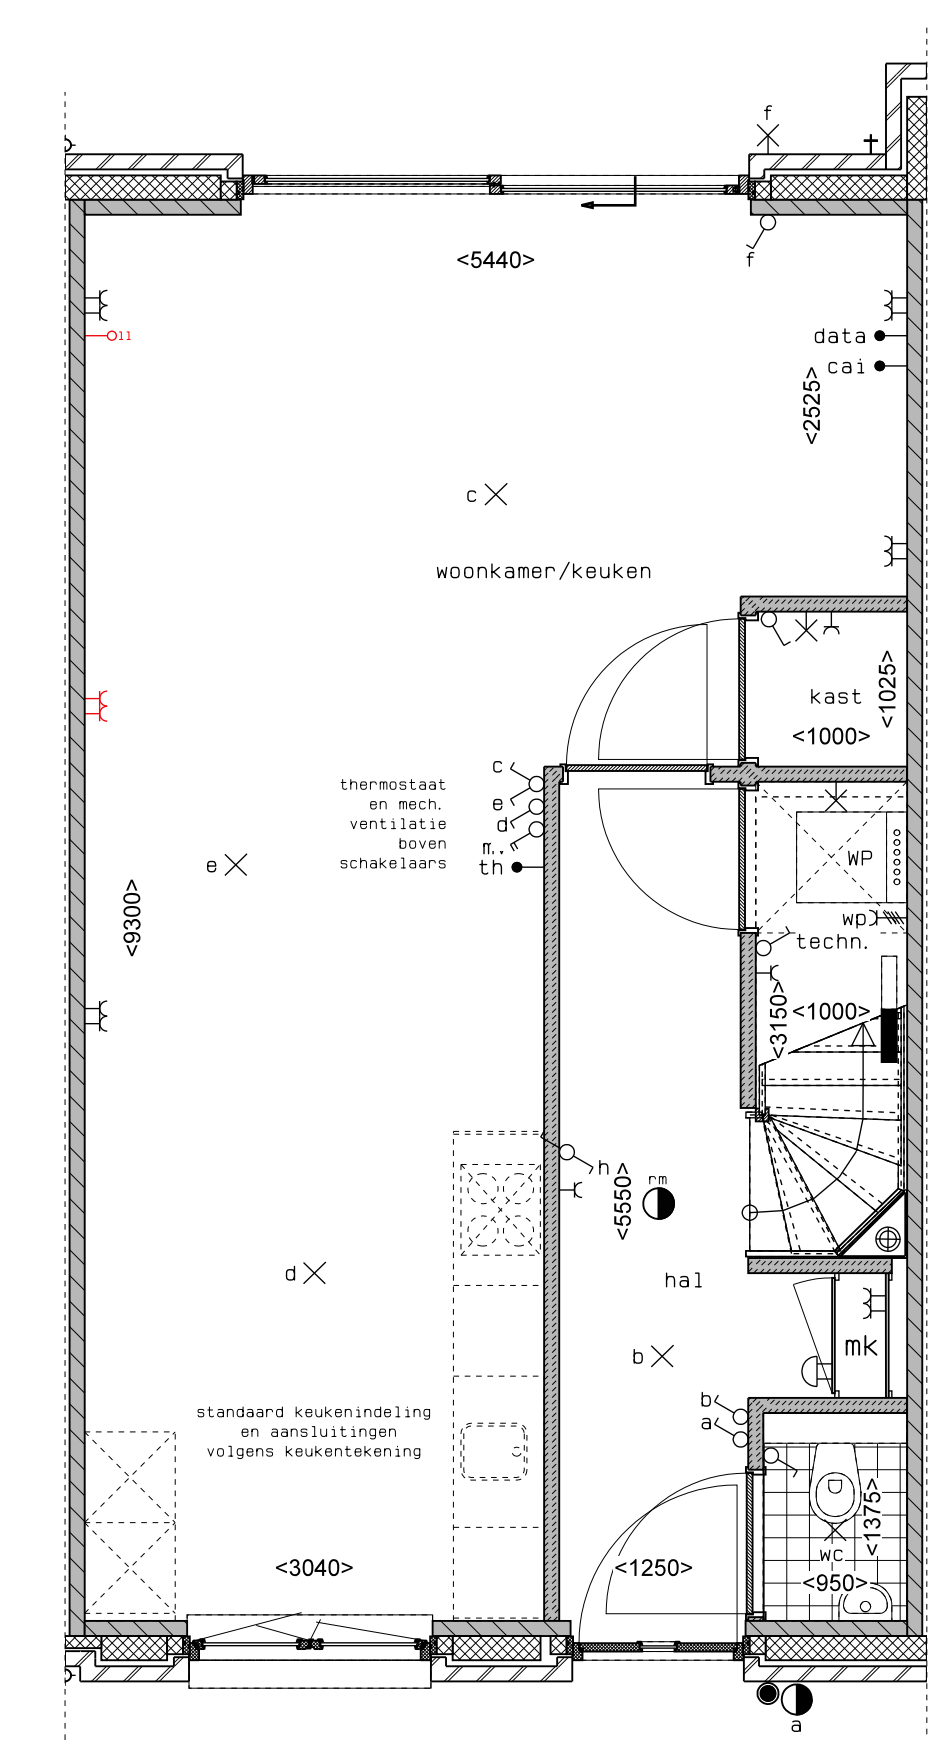 f
<5440>
f
11
data
cai
<2525>
c
woonkamer/keuken
kast
<1025>
<1000>
c
thermostaat
en mech.
ventilatie
boven
schakelaars
e
d
m.
th
WP
wp
techn.
e
<9300>
<3150>
<1000>
h
<5550>
rm
d
hal
b
mk
b
a
standaard keukenindeling
en aansluitingen
volgens keukentekening
<1375>
wc
<3040>
<1250>
<950>
a